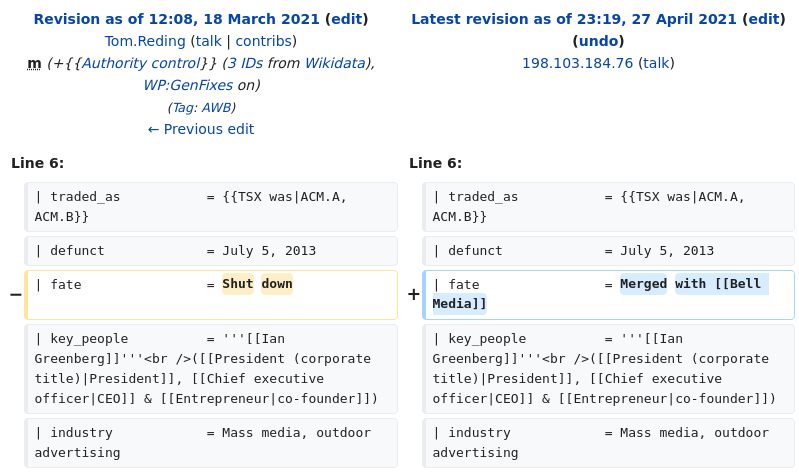 Revision as of 12:08, 18 March 2021 (edit)
Tom.Reding (talk | contribs)
m (+{{Authority control}} (3 IDs from Wikidata),
WP:GenFixes on)
(Tag: AWB)
← Previous edit
Latest revision as of 23:19, 27 April 2021 (edit)
(undo)
198.103.184.76 (talk)
Line 6:
Line 6:
| traded_as           = {{TSX was|ACM.A,
ACM.B}}
| traded_as           = {{TSX was|ACM.A,
ACM.B}}
| defunct             = July 5, 2013
| defunct             = July 5, 2013
− | fate                = Shut down
+ | fate                = Merged with [[Bell
Media]]
| key_people          = '''[[Ian
Greenberg]]'''<br />([[President (corporate
title)|President]], [[Chief executive
officer|CEO]] & [[Entrepreneur|co-founder]])
| key_people          = '''[[Ian
Greenberg]]'''<br />([[President (corporate
title)|President]], [[Chief executive
officer|CEO]] & [[Entrepreneur|co-founder]])
| industry            = Mass media, outdoor
advertising
| industry            = Mass media, outdoor
advertising